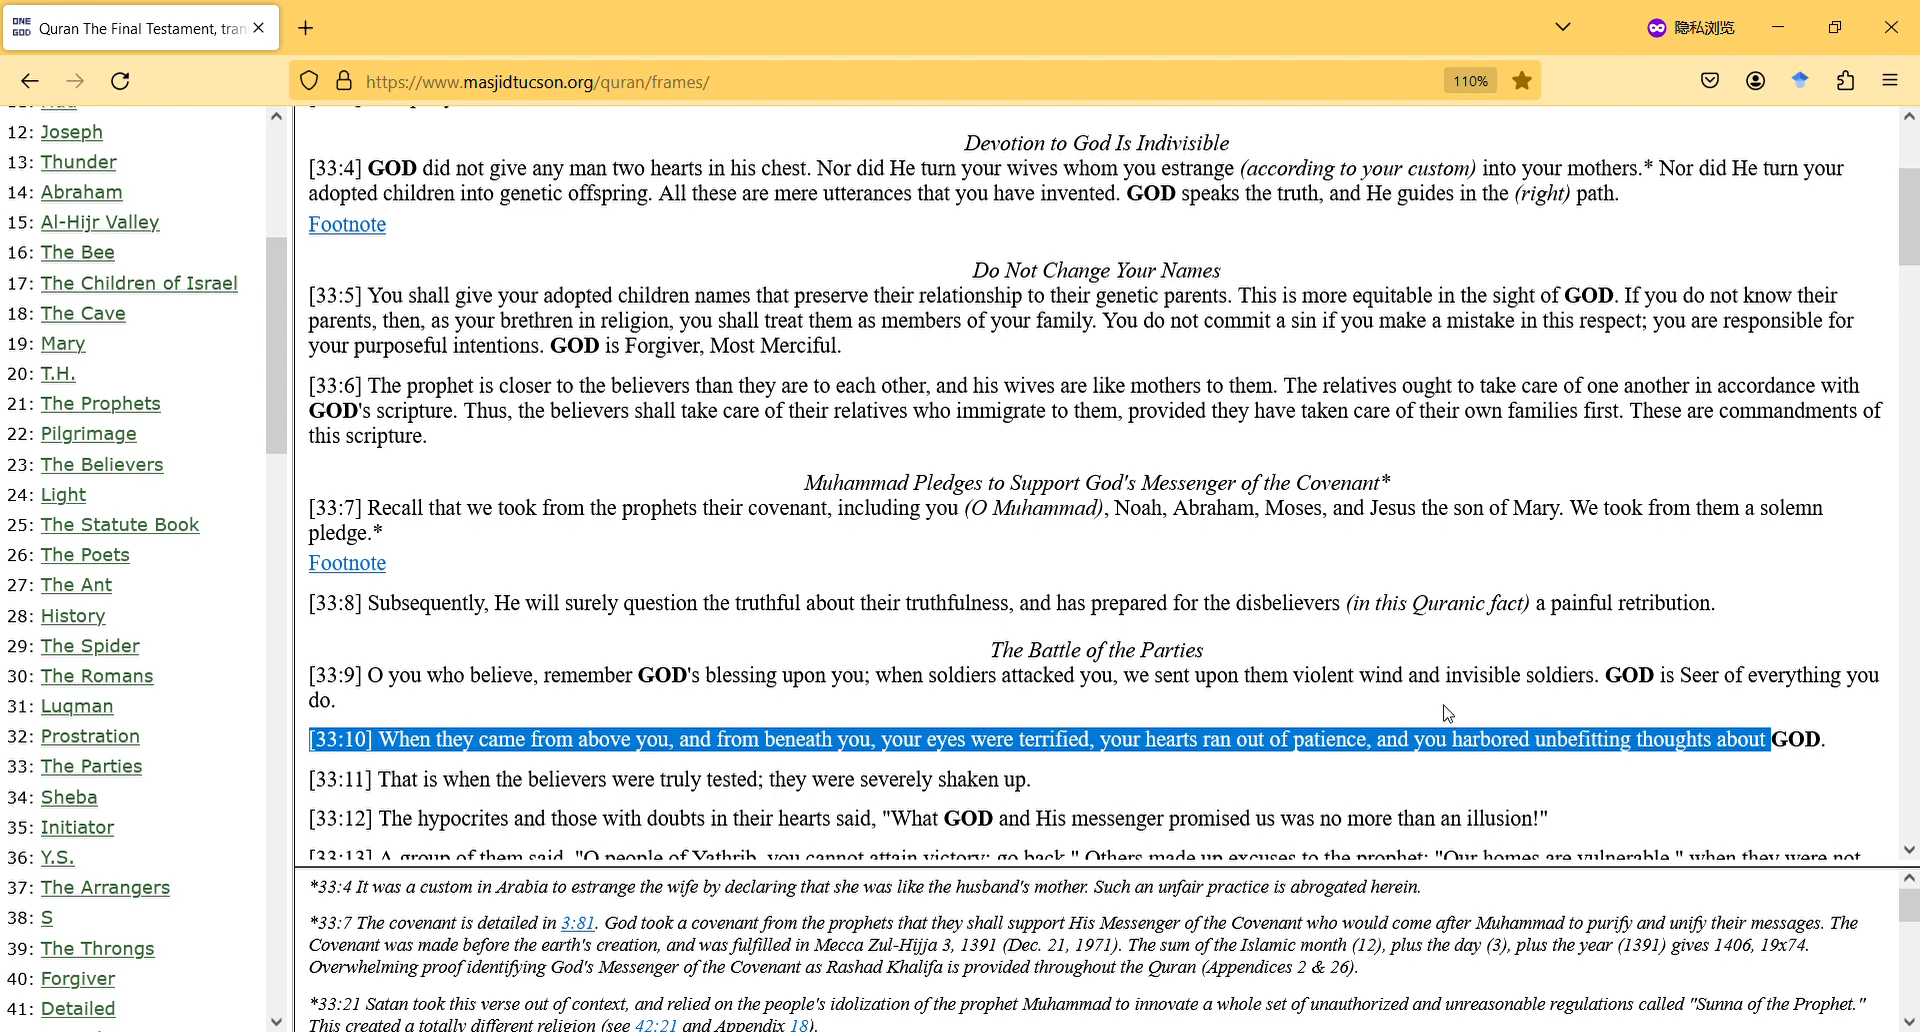 ONE
GOD
Quran The Final Testament, tran
隐私浏览
https://www.masjidtucson.org/quran/frames/
110%
12: Joseph
13: Thunder
14: Abraham
15: Al-Hijr Valley
16: The Bee
17: The Children of Israel
18: The Cave
19: Mary
20: T.H.
21: The Prophets
22: Pilgrimage
23: The Believers
24: Light
25: The Statute Book
26: The Poets
27: The Ant
28: History
29: The Spider
30: The Romans
31: Luqman
32: Prostration
33: The Parties
34: Sheba
35: Initiator
36: Y.S.
37: The Arrangers
38: S
39: The Throngs
40: Forgiver
41: Detailed
Devotion to God Is Indivisible
[33:4] GOD did not give any man two hearts in his chest. Nor did He turn your wives whom you estrange (according to your custom) into your mothers.* Nor did He turn your
adopted children into genetic offspring. All these are mere utterances that you have invented. GOD speaks the truth, and He guides in the (right) path.
Footnote
Do Not Change Your Names
[33:5] You shall give your adopted children names that preserve their relationship to their genetic parents. This is more equitable in the sight of GOD. If you do not know their
parents, then, as your brethren in religion, you shall treat them as members of your family. You do not commit a sin if you make a mistake in this respect; you are responsible for
your purposeful intentions. GOD is Forgiver, Most Merciful.
[33:6] The prophet is closer to the believers than they are to each other, and his wives are like mothers to them. The relatives ought to take care of one another in accordance with
GOD's scripture. Thus, the believers shall take care of their relatives who immigrate to them, provided they have taken care of their own families first. These are commandments of
this scripture.
Muhammad Pledges to Support God's Messenger of the Covenant*
[33:7] Recall that we took from the prophets their covenant, including you (O Muhammad), Noah, Abraham, Moses, and Jesus the son of Mary. We took from them a solemn
pledge.*
Footnote
[33:8] Subsequently, He will surely question the truthful about their truthfulness, and has prepared for the disbelievers (in this Quranic fact) a painful retribution.
The Battle of the Parties
[33:9] O you who believe, remember GOD's blessing upon you; when soldiers attacked you, we sent upon them violent wind and invisible soldiers. GOD is Seer of everything you
do.
[33:10] When they came from above you, and from beneath you, your eyes were terrified, your hearts ran out of patience, and you harbored unbefitting thoughts about GOD.
[33:11] That is when the believers were truly tested; they were severely shaken up.
[33:12] The hypocrites and those with doubts in their hearts said, "What GOD and His messenger promised us was no more than an illusion!"
[33:13] A group of them said, "O people of Yathrib, you cannot attain victory; go back." Others made up excuses to the prophet: "Our homes are vulnerable," when they were not
*33:4 It was a custom in Arabia to estrange the wife by declaring that she was like the husband's mother. Such an unfair practice is abrogated herein.
*33:7 The covenant is detailed in 3:81. God took a covenant from the prophets that they shall support His Messenger of the Covenant who would come after Muhammad to purify and unify their messages. The
Covenant was made before the earth's creation, and was fulfilled in Mecca Zul-Hijja 3, 1391 (Dec. 21, 1971). The sum of the Islamic month (12), plus the day (3), plus the year (1391) gives 1406, 19x74.
Overwhelming proof identifying God's Messenger of the Covenant as Rashad Khalifa is provided throughout the Quran (Appendices 2 & 26).
*33:21 Satan took this verse out of context, and relied on the people's idolization of the prophet Muhammad to innovate a whole set of unauthorized and unreasonable regulations called "Sunna of the Prophet."
This created a totally different religion (see 42:21 and Appendix 18).